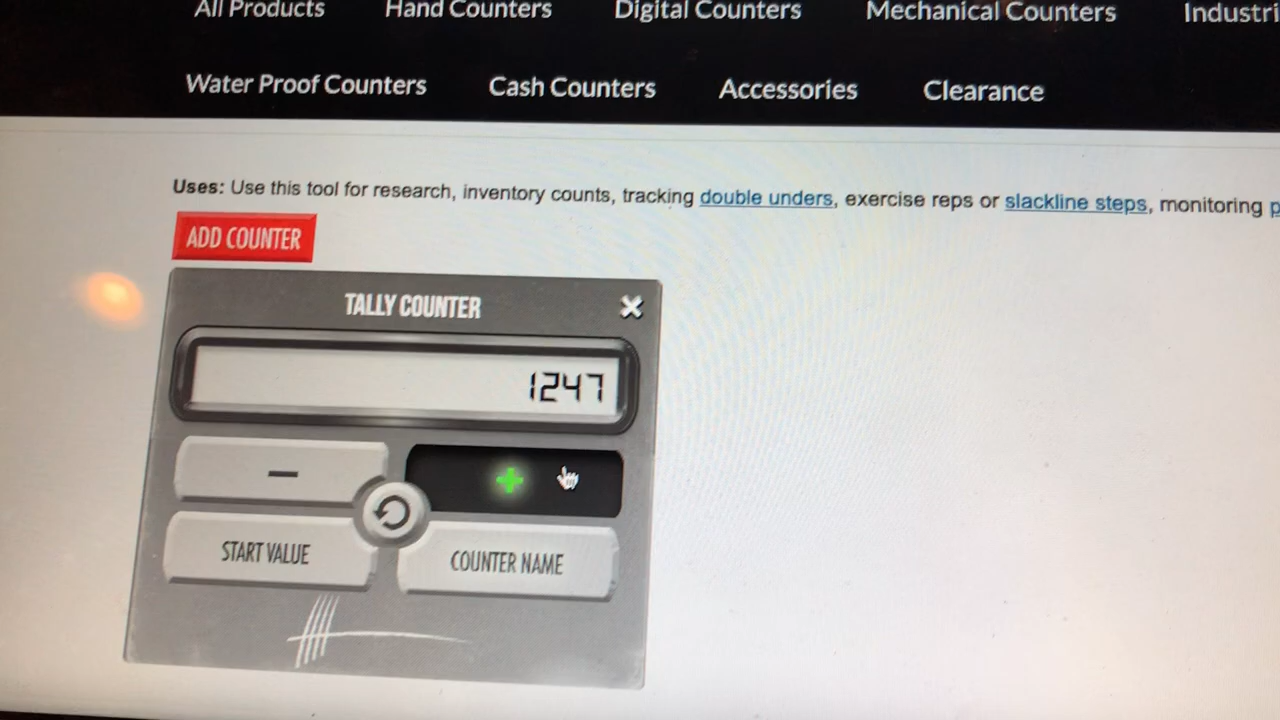 All Products Hand Counters Digital Counters Mechanical Counters Industri
Water Proof Counters Cash Counters Accessories Clearance
Uses: Use this tool for research, inventory counts, tracking double unders, exercise reps or slackline steps, monitoring p
ADD COUNTER
TALLY COUNTER
1247
START VALUE COUNTER NAME